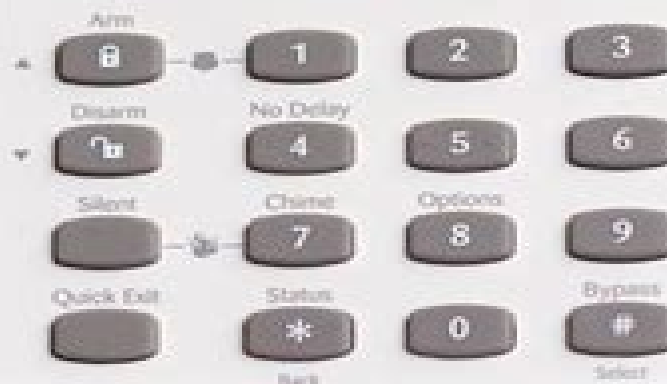 Arm
1 2 3
Disarm No Delay
4 5 6
Silent Chime Options
7 8 9
Quick Exit Status Bypass
* 0 #
Back Select